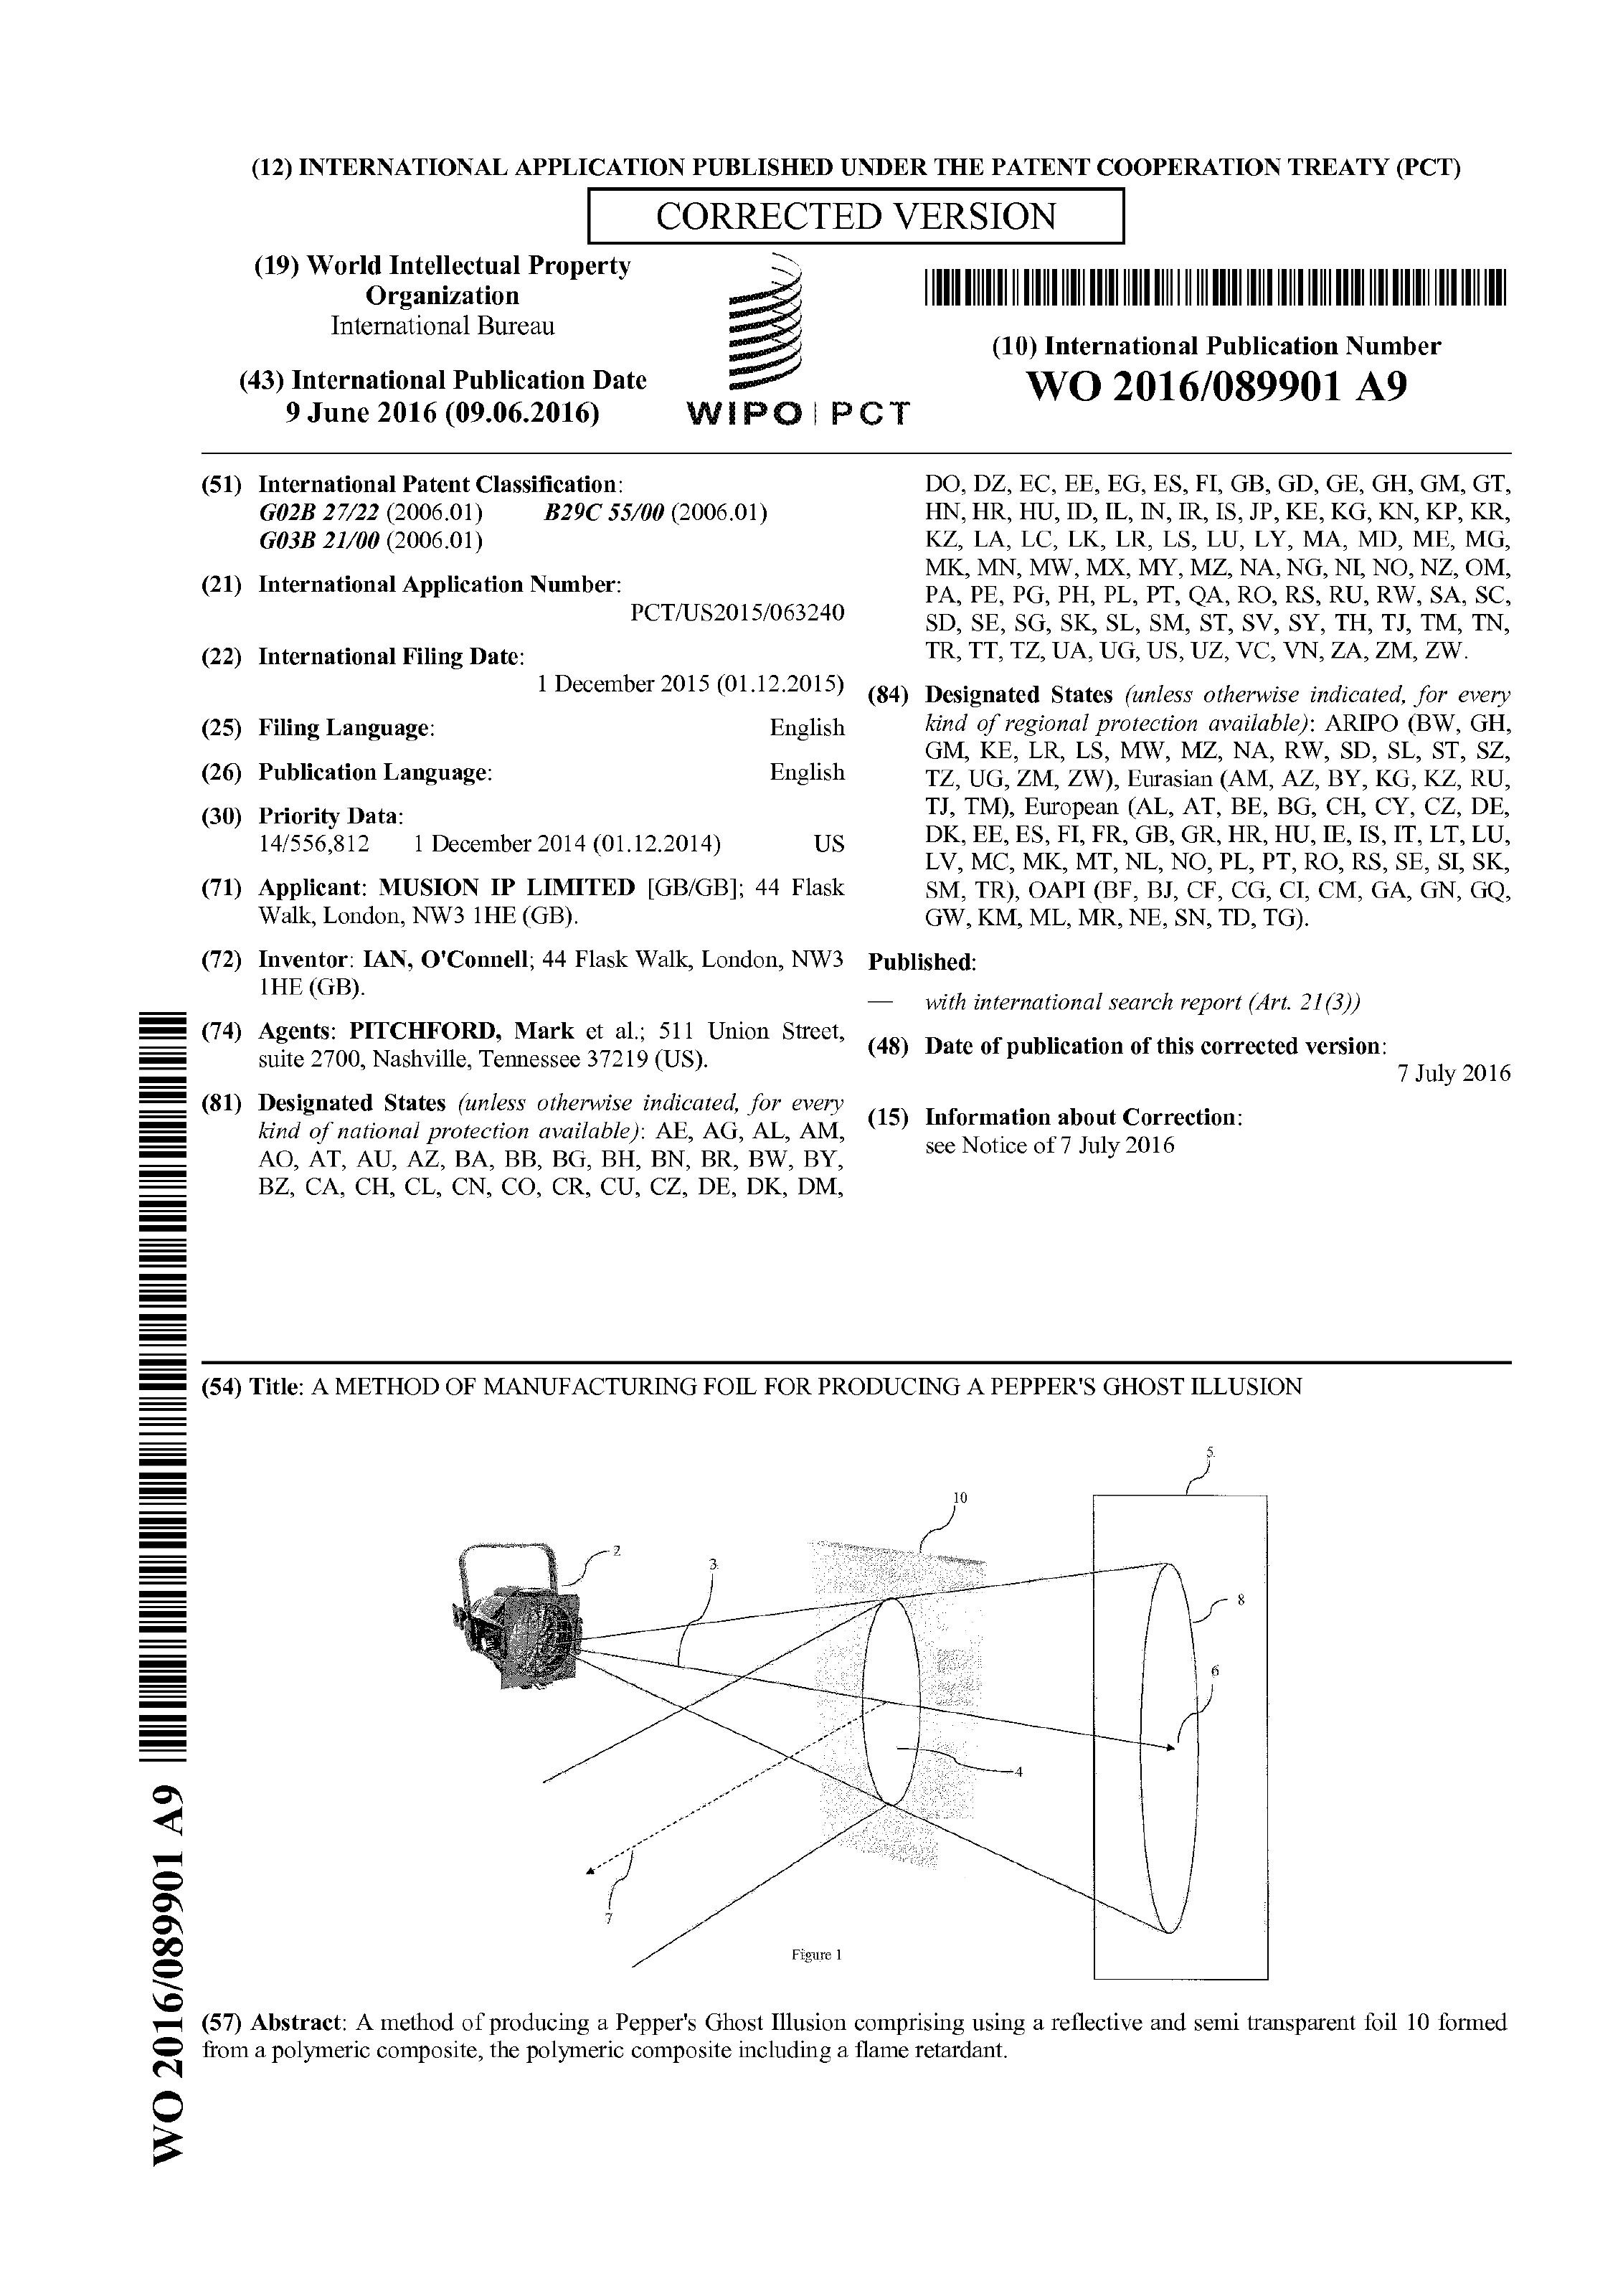 (12) INTERNATIONAL APPLICATION PUBLISHED UNDER THE PATENT COOPERATION TREATY (PCT)
CORRECTED VERSION
(19) World Intellectual Property
Organization
International Bureau
(43) International Publication Date
9 June 2016 (09.06.2016)
WIPO | PCT
(10) International Publication Number
WO 2016/089901 A9
(51) International Patent Classification:
G02B 27/22 (2006.01) B29C 55/00 (2006.01)
G03B 21/00 (2006.01)
(21) International Application Number:
PCT/US2015/063240
(22) International Filing Date:
1 December 2015 (01.12.2015)
(25) Filing Language: English
(26) Publication Language: English
(30) Priority Data:
14/556,812 1 December 2014 (01.12.2014) US
(71) Applicant: MUSION IP LIMITED [GB/GB]; 44 Flask
Walk, London, NW3 1HE (GB).
(72) Inventor: IAN, O'Connell; 44 Flask Walk, London, NW3
1HE (GB).
(74) Agents: PITCHFORD, Mark et al.; 511 Union Street,
suite 2700, Nashville, Tennessee 37219 (US).
(81) Designated States (unless otherwise indicated, for every
kind of national protection available): AE, AG, AL, AM,
AO, AT, AU, AZ, BA, BB, BG, BH, BN, BR, BW, BY,
BZ, CA, CH, CL, CN, CO, CR, CU, CZ, DE, DK, DM,
DO, DZ, EC, EE, EG, ES, FI, GB, GD, GE, GH, GM, GT,
HN, HR, HU, ID, IL, IN, IR, IS, JP, KE, KG, KN, KP, KR,
KZ, LA, LC, LK, LR, LS, LU, LY, MA, MD, ME, MG,
MK, MN, MW, MX, MY, MZ, NA, NG, NI, NO, NZ, OM,
PA, PE, PG, PH, PL, PT, QA, RO, RS, RU, RW, SA, SC,
SD, SE, SG, SK, SL, SM, ST, SV, SY, TH, TJ, TM, TN,
TR, TT, TZ, UA, UG, US, UZ, VC, VN, ZA, ZM, ZW.
(84) Designated States (unless otherwise indicated, for every
kind of regional protection available): ARIPO (BW, GH,
GM, KE, LR, LS, MW, MZ, NA, RW, SD, SL, ST, SZ,
TZ, UG, ZM, ZW), Eurasian (AM, AZ, BY, KG, KZ, RU,
TJ, TM), European (AL, AT, BE, BG, CH, CY, CZ, DE,
DK, EE, ES, FI, FR, GB, GR, HR, HU, IE, IS, IT, LT, LU,
LV, MC, MK, MT, NL, NO, PL, PT, RO, RS, SE, SI, SK,
SM, TR), OAPI (BF, BJ, CF, CG, CI, CM, GA, GN, GQ,
GW, KM, ML, MR, NE, SN, TD, TG).
Published:
— with international search report (Art. 21(3))
(48) Date of publication of this corrected version:
7 July 2016
(15) Information about Correction:
see Notice of 7 July 2016
(54) Title: A METHOD OF MANUFACTURING FOIL FOR PRODUCING A PEPPER'S GHOST ILLUSION
5
10
2
3
8
6
4
7
Figure 1
(57) Abstract: A method of producing a Pepper's Ghost Illusion comprising using a reflective and semi transparent foil 10 formed
from a polymeric composite, the polymeric composite including a flame retardant.
WO 2016/089901 A9